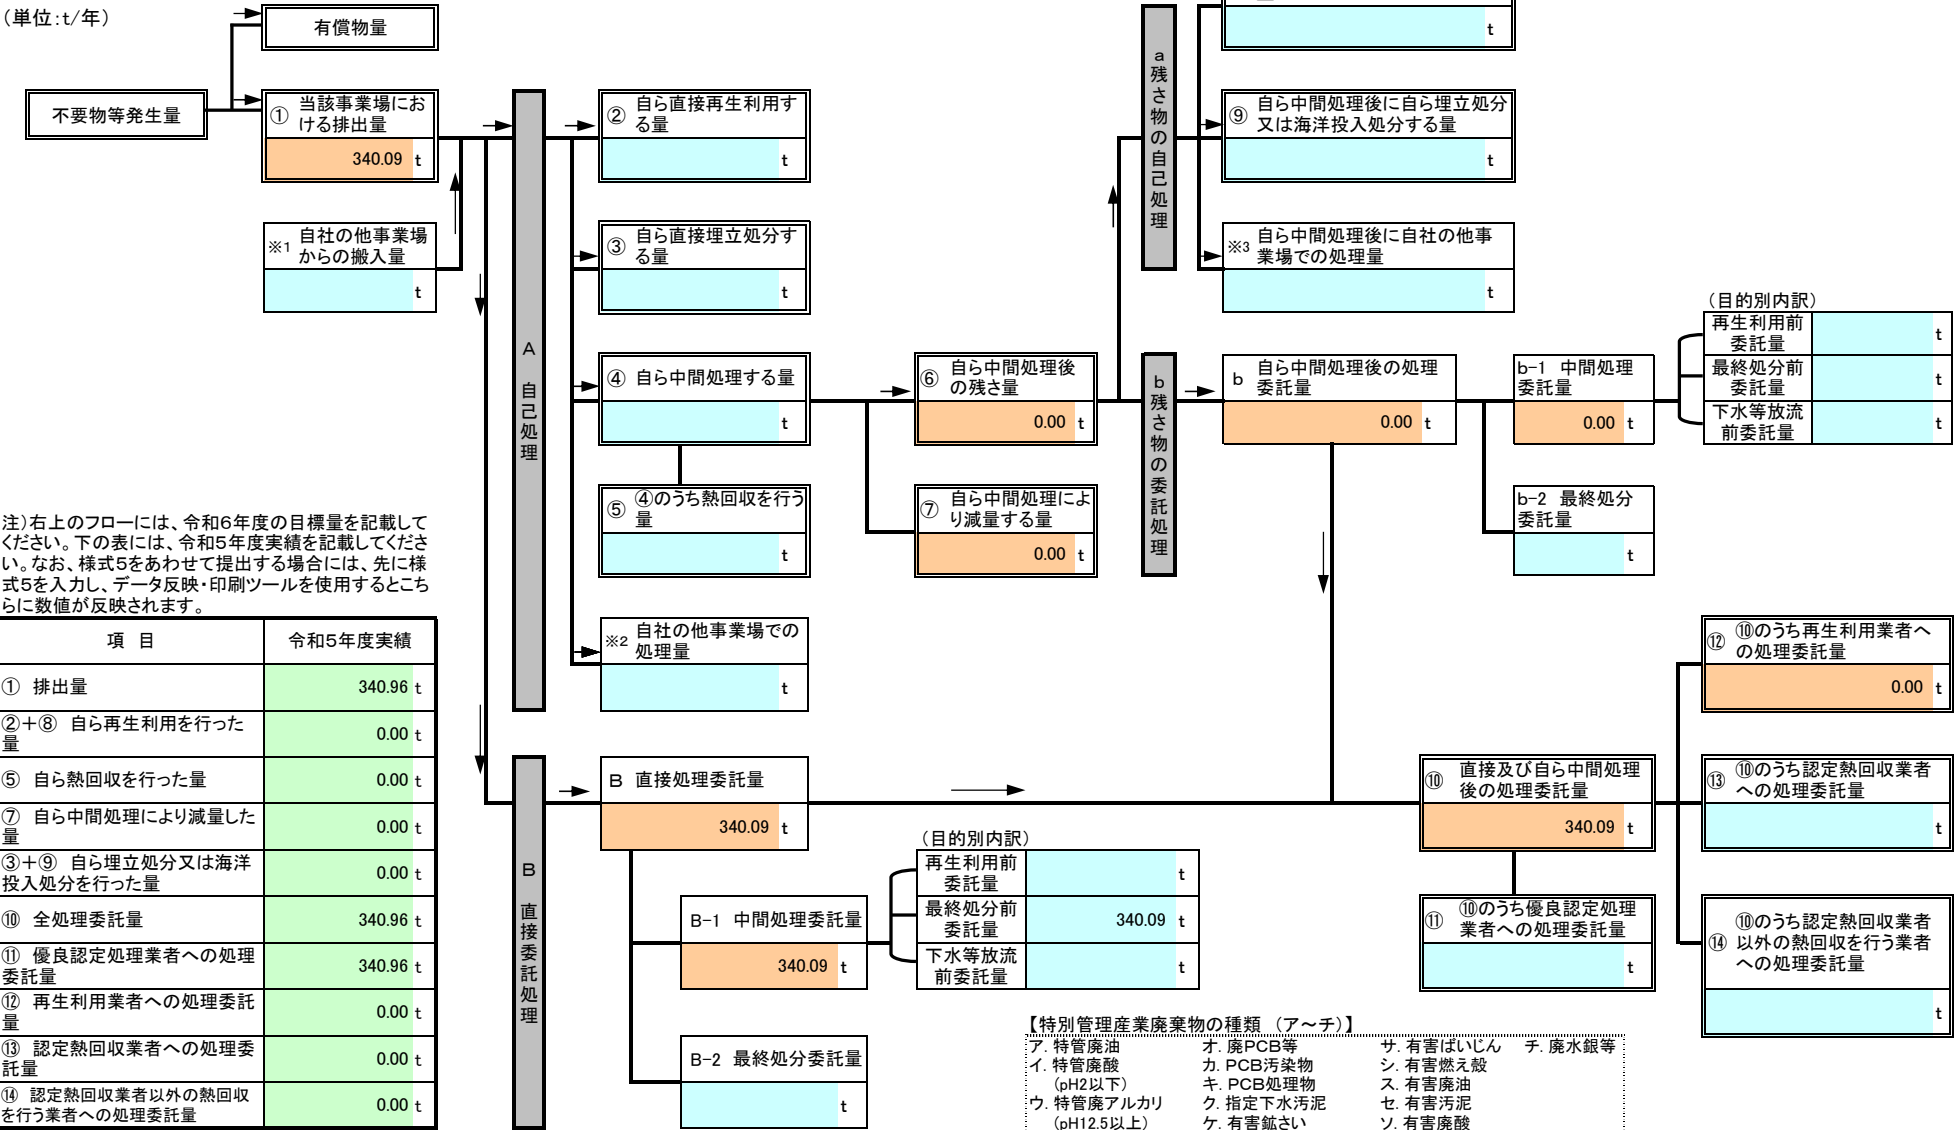 （単位：t/年）
有償物量
不要物等発生量
① 当該事業場にお
ける排出量
340.09 t
※1 自社の他事業場
からの搬入量
t
A 自己処理
② 自ら直接再生利用す
る量
t
③ 自ら直接埋立処分す
る量
t
④ 自ら中間処理する量
t
⑤ ④のうち熱回収を行う
量
t
※2 自社の他事業場での
処理量
t
⑥ 自ら中間処理後
の残さ量
0.00 t
⑦ 自ら中間処理によ
り減量する量
0.00 t
a 残さ物の自己処理
t
⑨ 自ら中間処理後に自ら埋立処分
又は海洋投入処分する量
t
※3 自ら中間処理後に自社の他事
業場での処理量
t
b 残さ物の委託処理
b 自ら中間処理後の処理
委託量
0.00 t
b-1 中間処理
委託量
0.00 t
（目的別内訳）
再生利用前
委託量
t
最終処分前
委託量
t
下水等放流
前委託量
t
b-2 最終処分
委託量
t
注）右上のフローには、令和６年度の目標量を記載して
ください。下の表には、令和５年度実績を記載してくださ
い。なお、様式５をあわせて提出する場合には、先に様
式５を入力し、データ反映・印刷ツールを使用するとこち
らに数値が反映されます。
項 目 令和５年度実績
① 排出量 340.96 t
②＋⑧ 自ら再生利用を行った
量 0.00 t
⑤ 自ら熱回収を行った量 0.00 t
⑦ 自ら中間処理により減量した
量 0.00 t
③＋⑨ 自ら埋立処分又は海洋
投入処分を行った量 0.00 t
⑩ 全処理委託量 340.96 t
⑪ 優良認定処理業者への処理
委託量 340.96 t
⑫ 再生利用業者への処理委託
量 0.00 t
⑬ 認定熱回収業者への処理委
託量 0.00 t
⑭ 認定熱回収業者以外の熱回収
を行う業者への処理委託量 0.00 t
B 直接委託処理
B 直接処理委託量
340.09 t
B-1 中間処理委託量
340.09 t
（目的別内訳）
再生利用前
委託量
t
最終処分前
委託量
340.09 t
下水等放流
前委託量
t
B-2 最終処分委託量
t
⑩ 直接及び自ら中間処理
後の処理委託量
340.09 t
⑪ ⑩のうち優良認定処理
業者への処理委託量
t
⑫ ⑩のうち再生利用業者へ
の処理委託量
0.00 t
⑬ ⑩のうち認定熱回収業者
への処理委託量
t
⑭ ⑩のうち認定熱回収業者
以外の熱回収を行う業者
への処理委託量
t
【特別管理産業廃棄物の種類 （ア～チ）】
ア．特管廃油 オ．廃PCB等 サ．有害ばいじん チ．廃水銀等
イ．特管廃酸 カ．PCB汚染物 シ．有害燃え殻
（pH2以下） キ．PCB処理物 ス．有害廃油
ウ．特管廃アルカリ ク．指定下水汚泥 セ．有害汚泥
（pH12.5以上） ケ．有害鉱さい ソ．有害廃酸